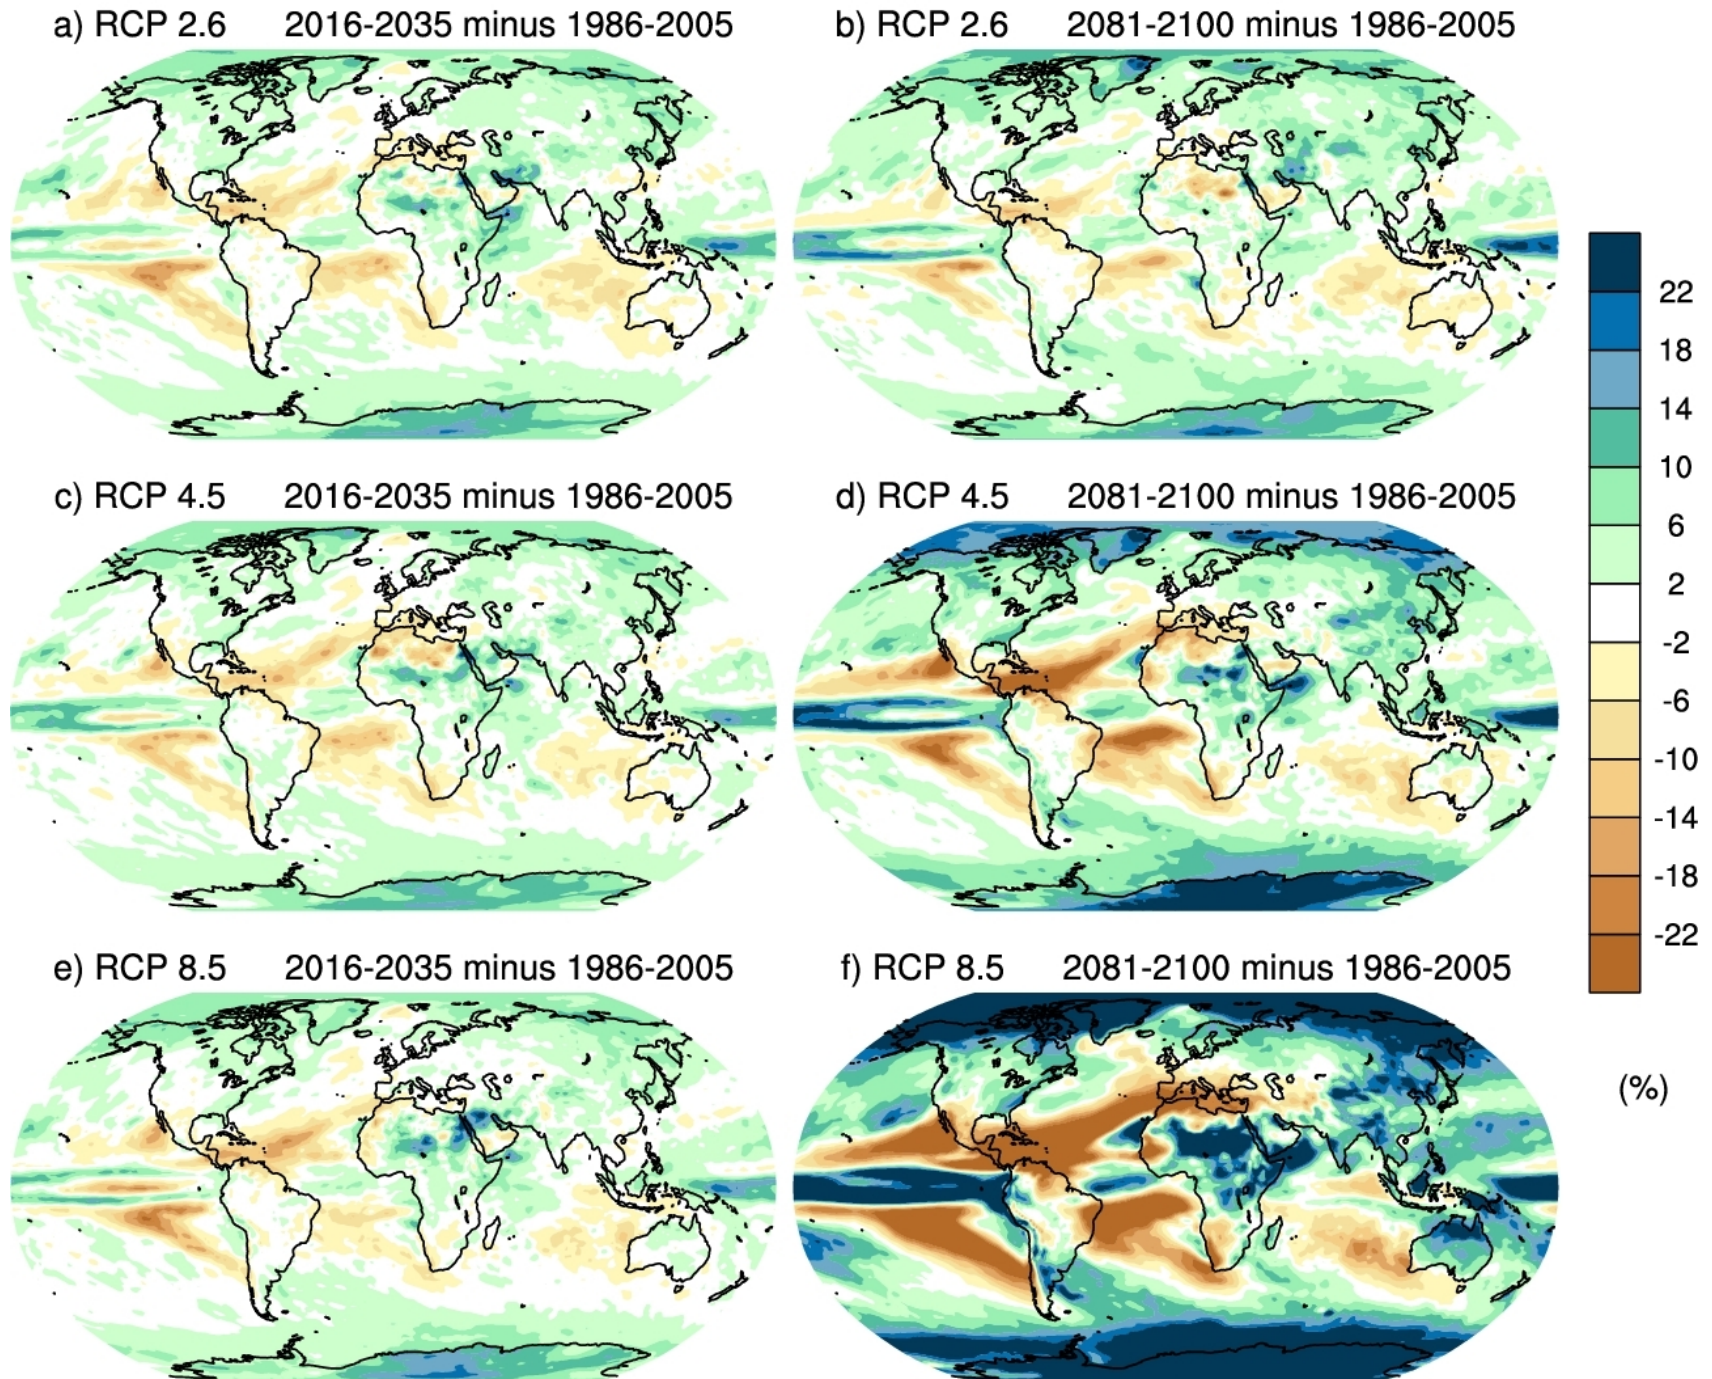 a) RCP 2.6 2016-2035 minus 1986-2005
b) RCP 2.6 2081-2100 minus 1986-2005
c) RCP 4.5 2016-2035 minus 1986-2005
d) RCP 4.5 2081-2100 minus 1986-2005
e) RCP 8.5 2016-2035 minus 1986-2005
f) RCP 8.5 2081-2100 minus 1986-2005
22
18
14
10
6
2
-2
-6
-10
-14
-18
-22
(%)